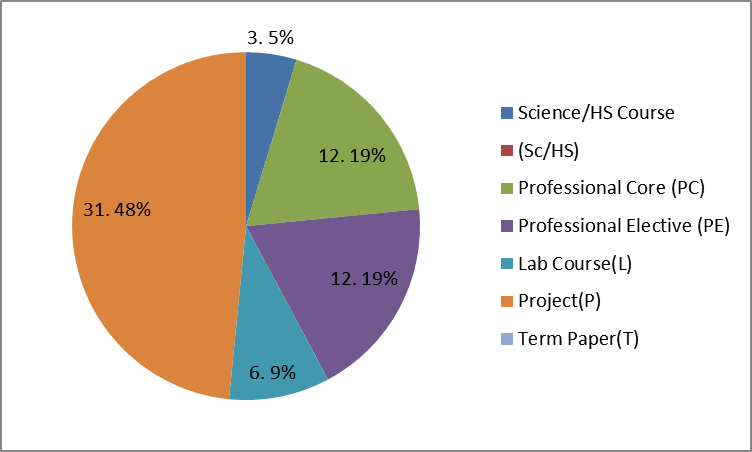 3. 5%
12. 19%
31. 48%
12. 19%
6. 9%
Science/HS Course
(Sc/HS)
Professional Core (PC)
Professional Elective (PE)
Lab Course(L)
Project(P)
Term Paper(T)